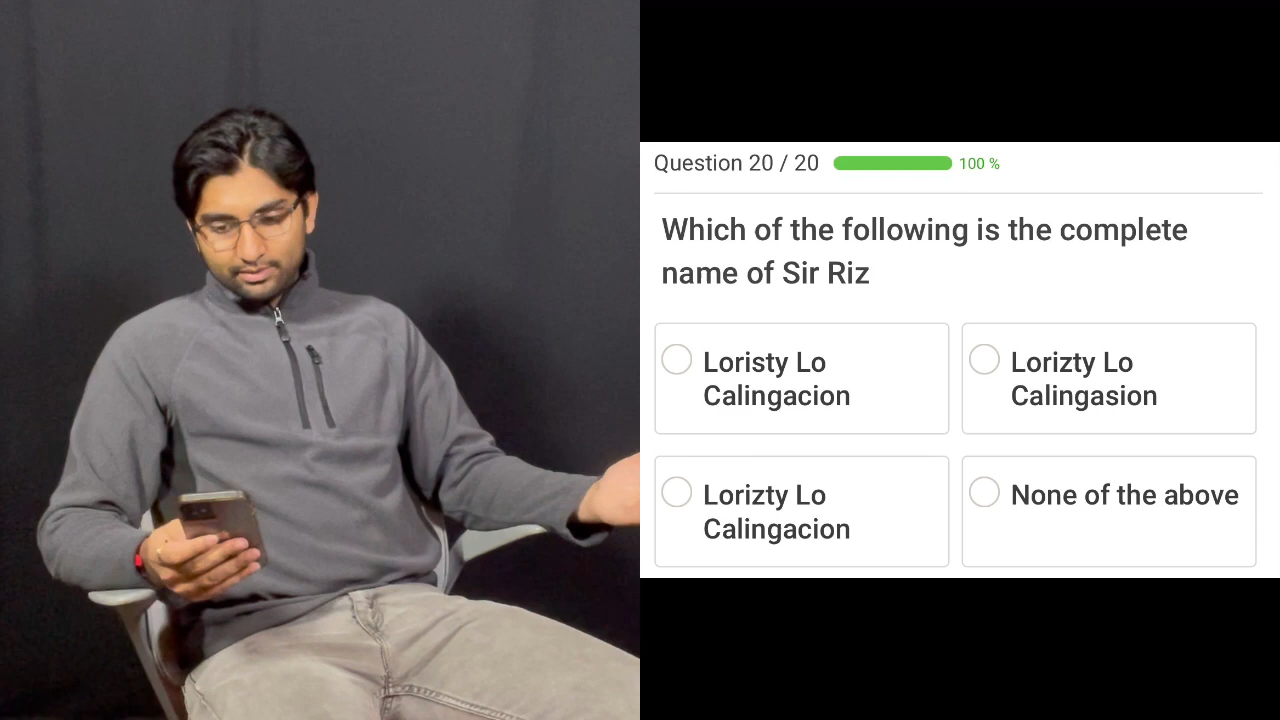 Question 20 / 20 100 %
Which of the following is the complete
name of Sir Riz
Loristy Lo
Calingacion
Lorizty Lo
Calingasion
Lorizty Lo
Calingacion
None of the above